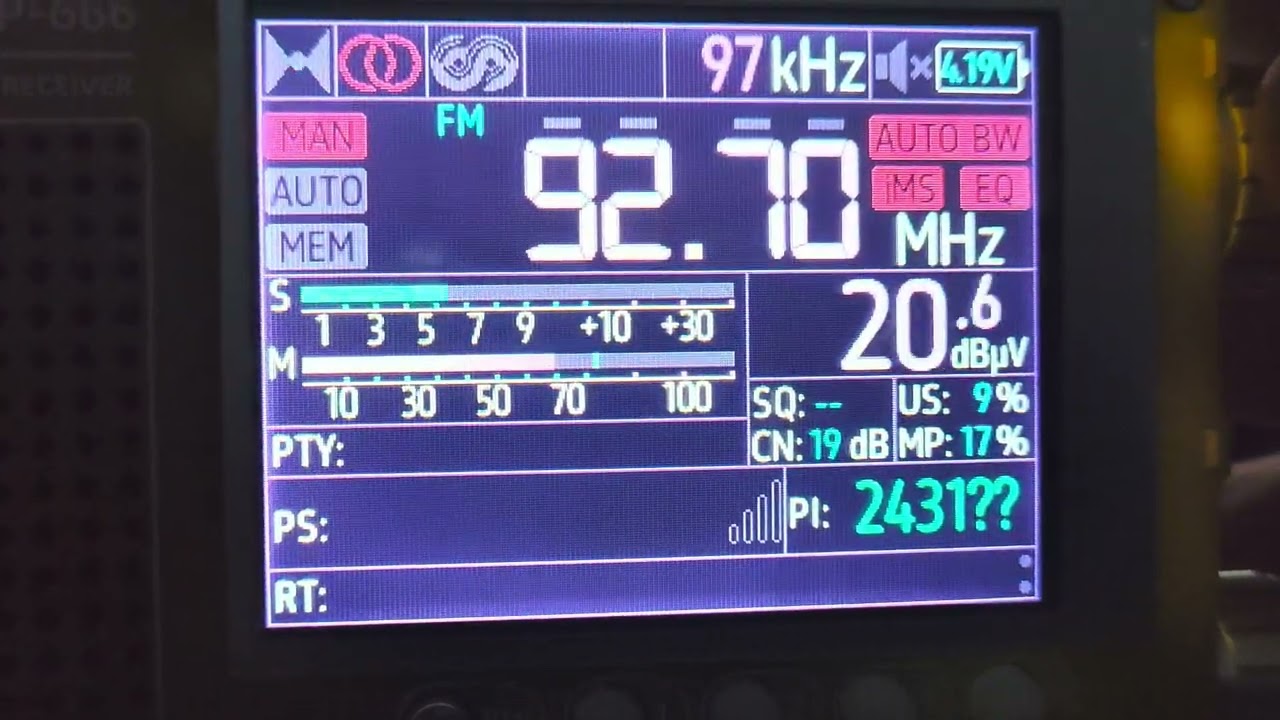 RECEIVER
97 kHz 4.19V
MAN FM 92.70 MHz AUTO BW
AUTO iMS EQ
MEM
S 1 3 5 7 9 +10 +30
20.6 dBµV
M 10 30 50 70 100
SQ: -- US: 9%
CN: 19 dB MP: 17%
PTY:
PS: PI: 2431??
RT: